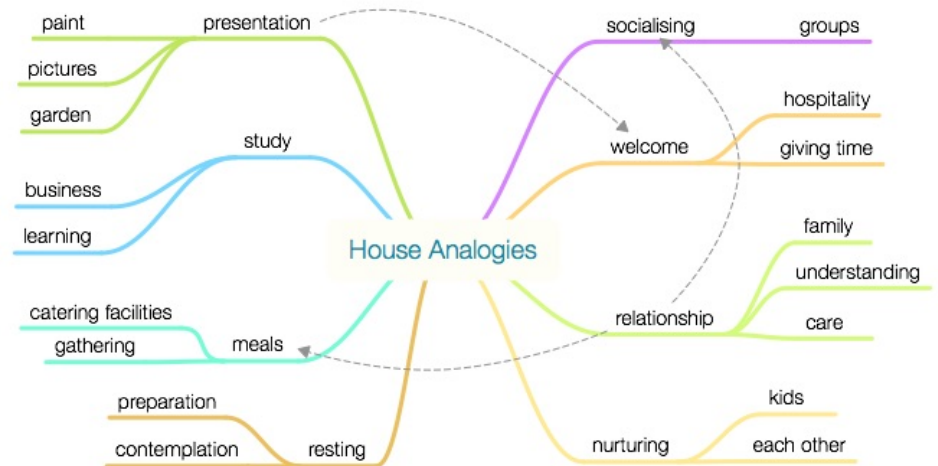 House Analogies
presentation
paint
pictures
garden
study
business
learning
meals
catering facilities
gathering
resting
preparation
contemplation
socialising
groups
welcome
hospitality
giving time
relationship
family
understanding
care
nurturing
kids
each other